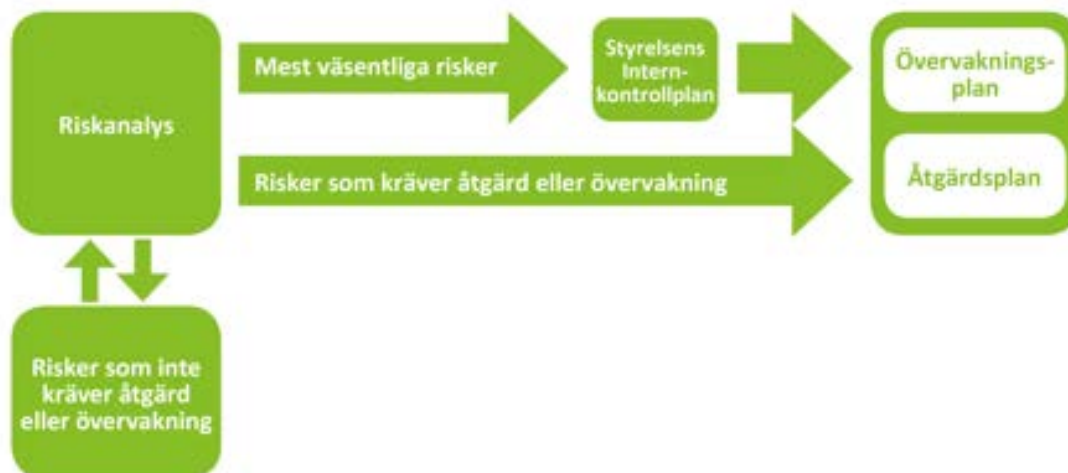 Riskanalys
Mest väsentliga risker
Styrelsens
Intern-
kontrollplan
Övervaknings-
plan
Risker som kräver åtgärd eller övervakning
Åtgärdsplan
Risker som inte
kräver åtgärd
eller övervakning